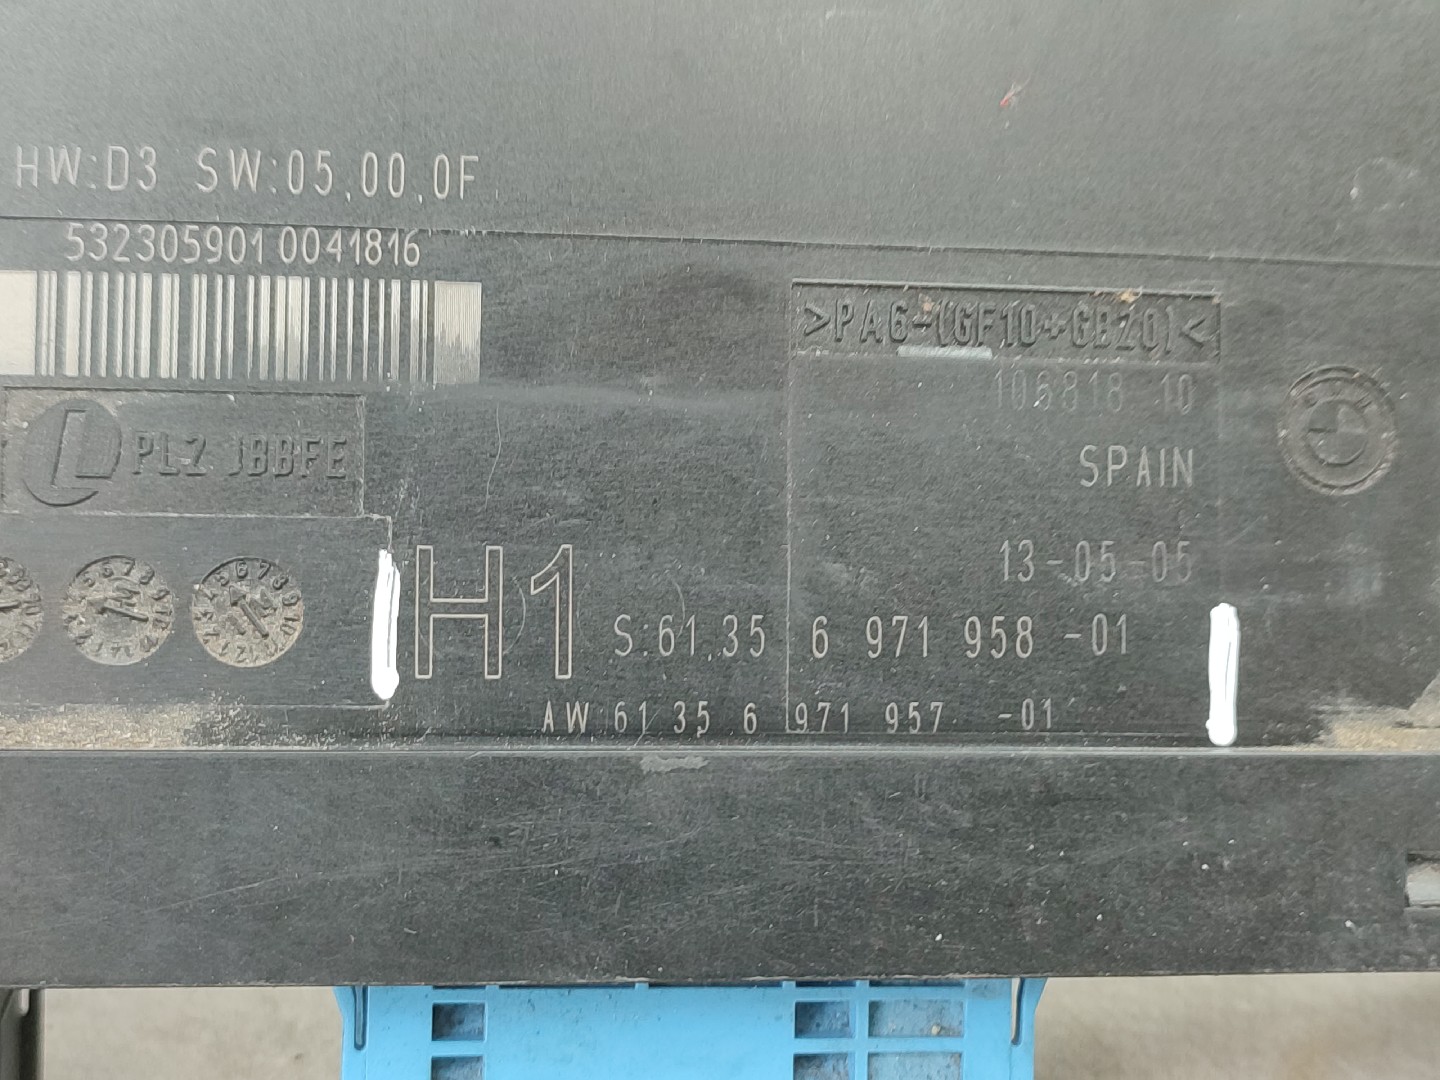 HW:D3 SW:05.00.0F
532305901 0041816
>PA6-(GF10+GB20)<
106818 10
PLZ JBBFE
SPAIN
13-05-05
H1 S:61.35 6 971 958 -01
AW:61 35 6 971 957 -01